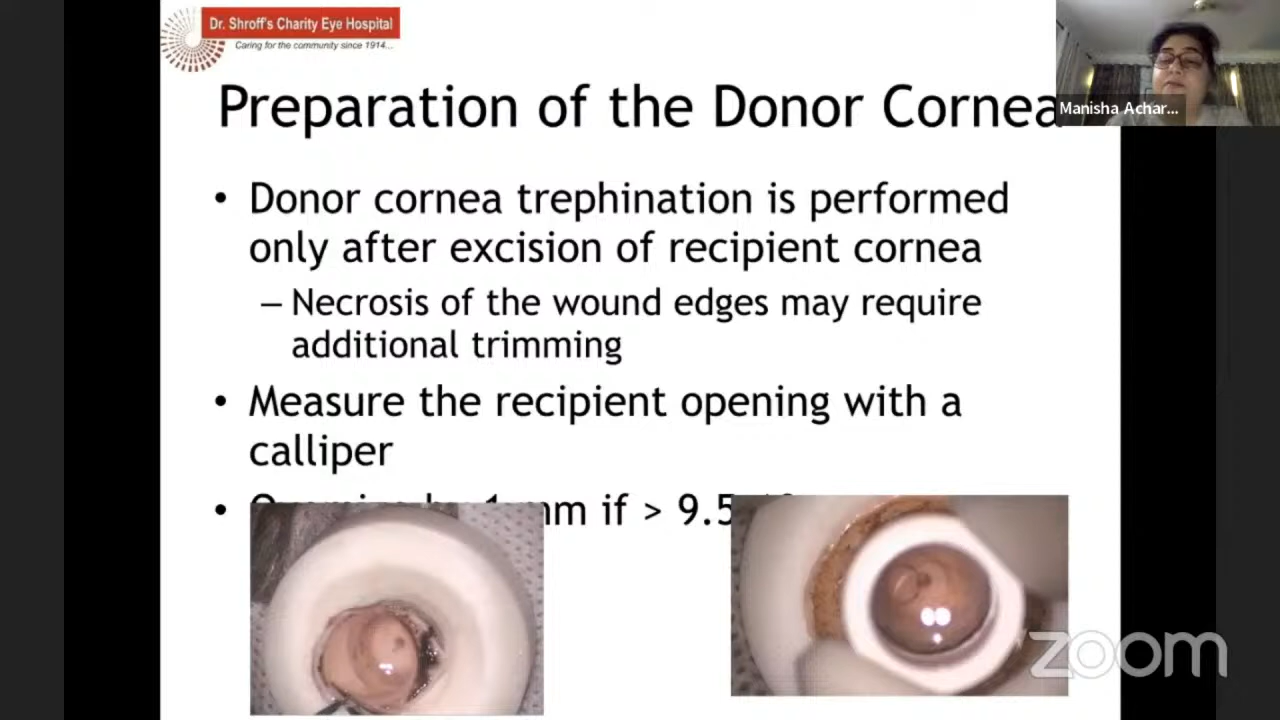 Dr. Shroff's Charity Eye Hospital
Caring for the community since 1914...
Manisha Achar...
Preparation of the Donor Cornea
• Donor cornea trephination is performed
only after excision of recipient cornea
– Necrosis of the wound edges may require
additional trimming
• Measure the recipient opening with a
calliper
• 1 mm if > 9.5
zoom